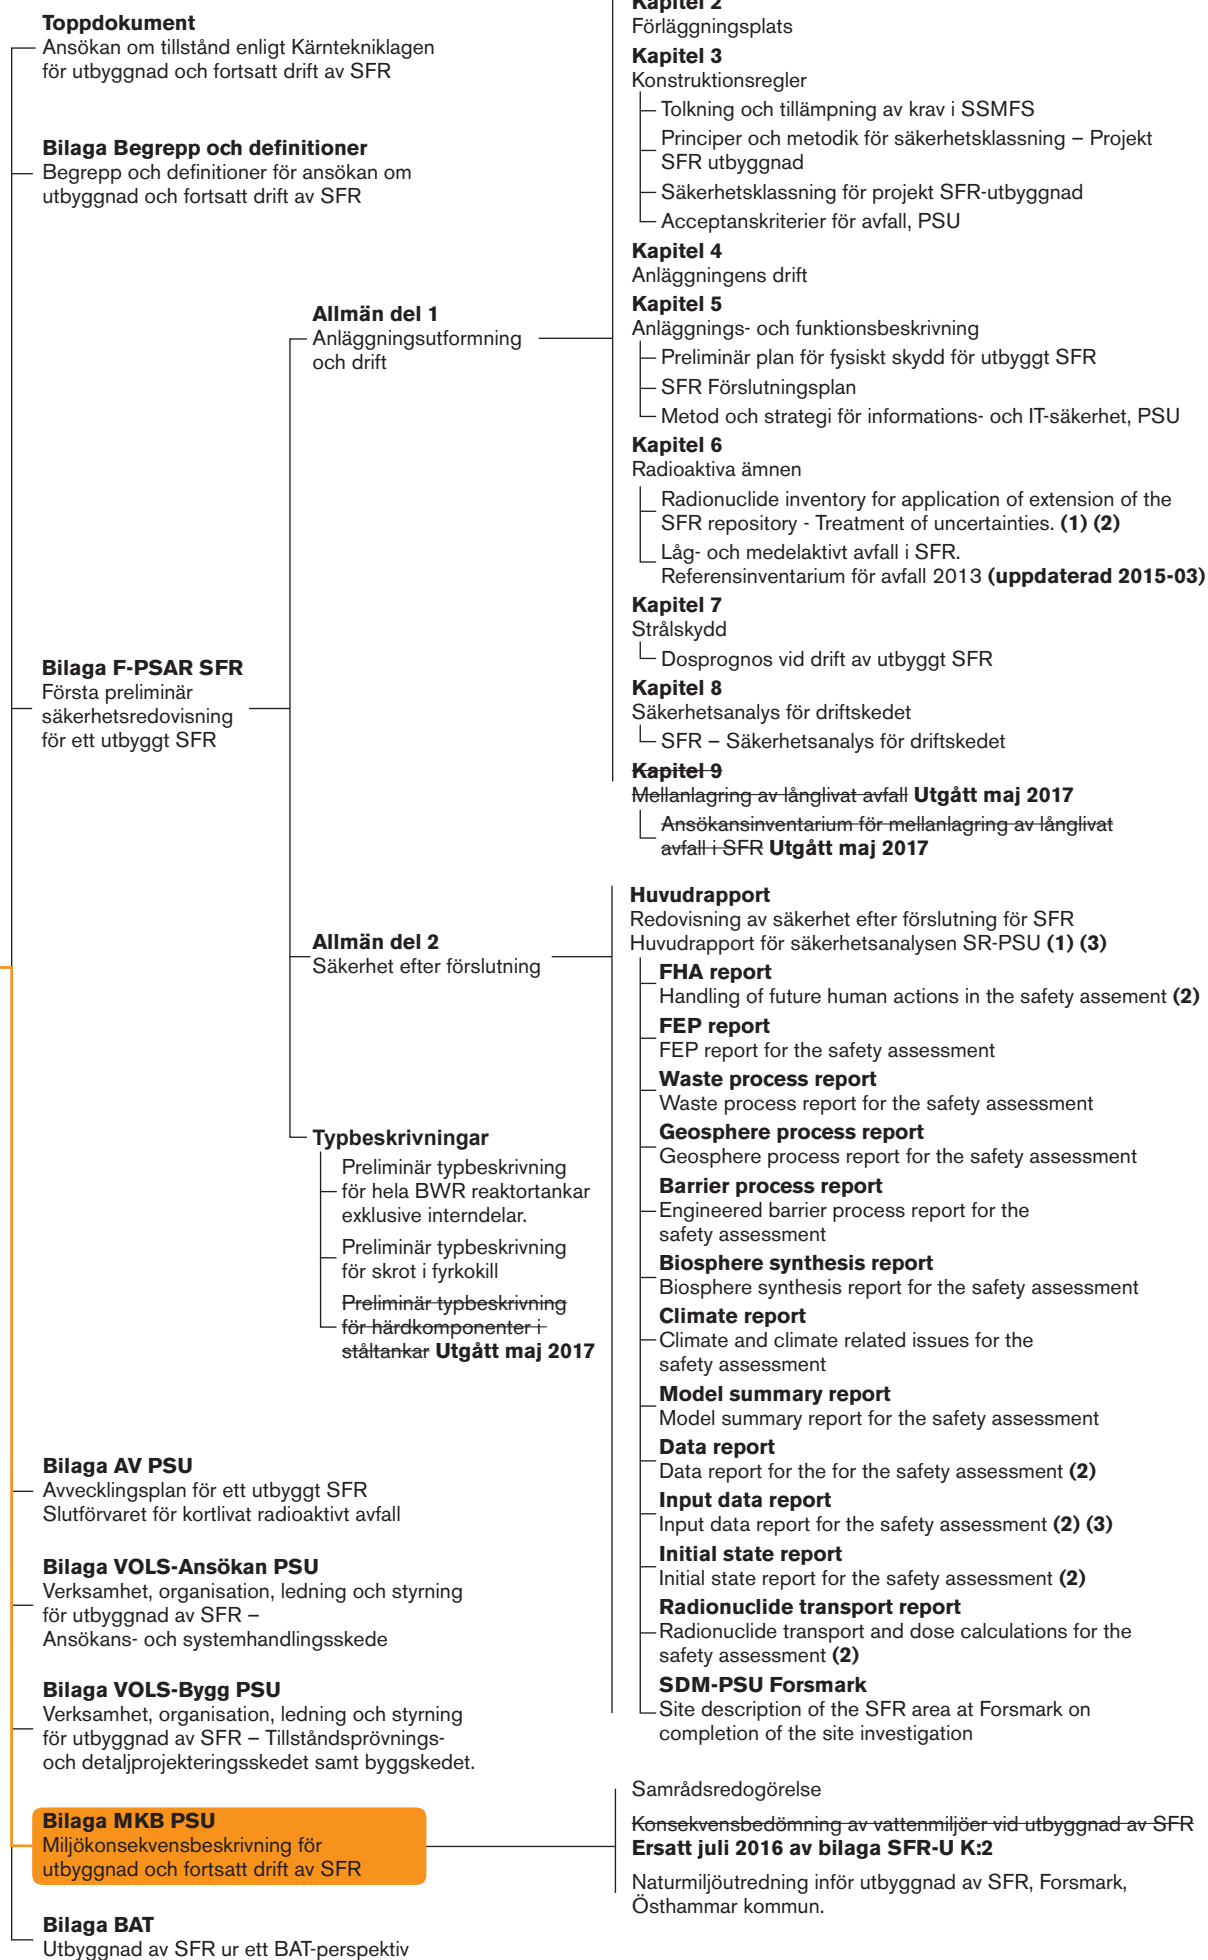 Toppdokument
Ansökan om tillstånd enligt Kärntekniklagen
för utbyggnad och fortsatt drift av SFR
Bilaga Begrepp och definitioner
Begrepp och definitioner för ansökan om
utbyggnad och fortsatt drift av SFR
Bilaga F-PSAR SFR
Första preliminär
säkerhetsredovisning
för ett utbyggt SFR
Allmän del 1
Anläggningsutformning
och drift
Kapitel 2
Förläggningsplats
Kapitel 3
Konstruktionsregler
Tolkning och tillämpning av krav i SSMFS
Principer och metodik för säkerhetsklassning – Projekt
SFR utbyggnad
Säkerhetsklassning för projekt SFR-utbyggnad
Acceptanskriterier för avfall, PSU
Kapitel 4
Anläggningens drift
Kapitel 5
Anläggnings- och funktionsbeskrivning
Preliminär plan för fysiskt skydd för utbyggt SFR
SFR Förslutningsplan
Metod och strategi för informations- och IT-säkerhet, PSU
Kapitel 6
Radioaktiva ämnen
Radionuclide inventory for application of extension of the
SFR repository - Treatment of uncertainties. (1) (2)
Låg- och medelaktivt avfall i SFR.
Referensinventarium för avfall 2013 (uppdaterad 2015-03)
Kapitel 7
Strålskydd
Dosprognos vid drift av utbyggt SFR
Kapitel 8
Säkerhetsanalys för driftskedet
SFR – Säkerhetsanalys för driftskedet
Kapitel 9
Mellanlagring av långlivat avfall Utgått maj 2017
Ansökansinventarium för mellanlagring av långlivat
avfall i SFR Utgått maj 2017
Allmän del 2
Säkerhet efter förslutning
Huvudrapport
Redovisning av säkerhet efter förslutning för SFR
Huvudrapport för säkerhetsanalysen SR-PSU (1) (3)
FHA report
Handling of future human actions in the safety assement (2)
FEP report
FEP report for the safety assessment
Waste process report
Waste process report for the safety assessment
Geosphere process report
Geosphere process report for the safety assessment
Barrier process report
Engineered barrier process report for the
safety assessment
Biosphere synthesis report
Biosphere synthesis report for the safety assessment
Climate report
Climate and climate related issues for the
safety assessment
Model summary report
Model summary report for the safety assessment
Data report
Data report for the for the safety assessment (2)
Input data report
Input data report for the safety assessment (2) (3)
Initial state report
Initial state report for the safety assessment (2)
Radionuclide transport report
Radionuclide transport and dose calculations for the
safety assessment (2)
SDM-PSU Forsmark
Site description of the SFR area at Forsmark on
completion of the site investigation
Typbeskrivningar
Preliminär typbeskrivning
för hela BWR reaktortankar
exklusive interndelar.
Preliminär typbeskrivning
för skrot i fyrkokill
Preliminär typbeskrivning
för härdkomponenter i
ståltankar Utgått maj 2017
Bilaga AV PSU
Avvecklingsplan för ett utbyggt SFR
Slutförvaret för kortlivat radioaktivt avfall
Bilaga VOLS-Ansökan PSU
Verksamhet, organisation, ledning och styrning
för utbyggnad av SFR –
Ansökans- och systemhandlingsskede
Bilaga VOLS-Bygg PSU
Verksamhet, organisation, ledning och styrning
för utbyggnad av SFR – Tillståndsprövnings-
och detaljprojekteringsskedet samt byggskedet.
Bilaga MKB PSU
Miljökonsekvensbeskrivning för
utbyggnad och fortsatt drift av SFR
Samrådsredogörelse
Konsekvensbedömning av vattenmiljöer vid utbyggnad av SFR
Ersatt juli 2016 av bilaga SFR-U K:2
Naturmiljöutredning inför utbyggnad av SFR, Forsmark,
Östhammar kommun.
Bilaga BAT
Utbyggnad av SFR ur ett BAT-perspektiv